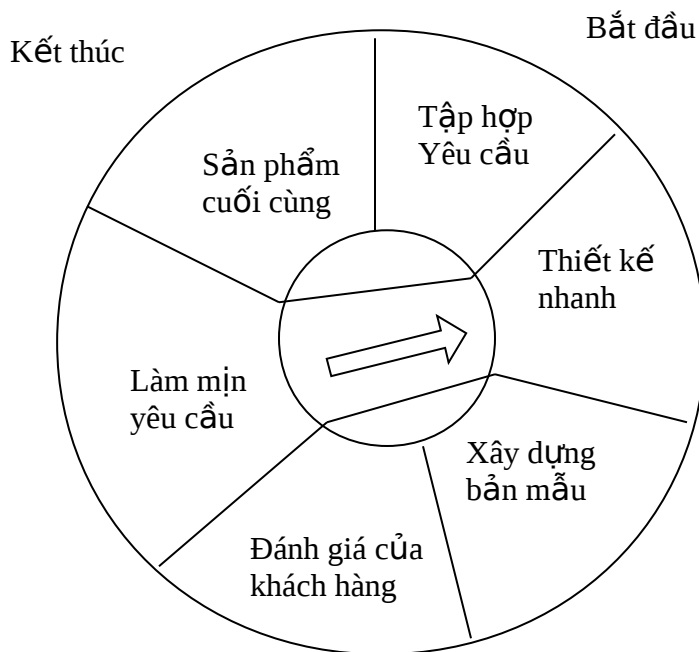 Kết thúc
Bắt đầu
Tập hợp
Yêu cầu
Sản phẩm
cuối cùng
Thiết kế
nhanh
Làm mịn
yêu cầu
Xây dựng
bản mẫu
Đánh giá của
khách hàng